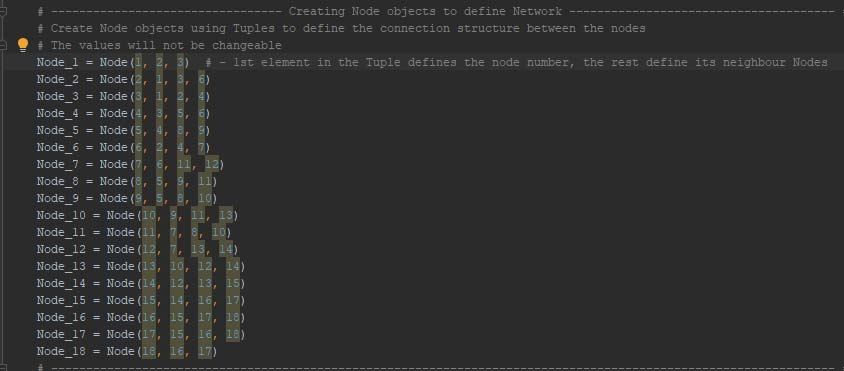 # --------------------------------- Creating Node objects to define Network --------------------------------------
# Create Node objects using Tuples to define the connection structure between the nodes
# The values will not be changeable
Node_1 = Node(1, 2, 3)  # - 1st element in the Tuple defines the node number, the rest define its neighbour Nodes
Node_2 = Node(2, 1, 3, 6)
Node_3 = Node(3, 1, 2, 4)
Node_4 = Node(4, 3, 5, 6)
Node_5 = Node(5, 4, 8, 9)
Node_6 = Node(6, 2, 4, 7)
Node_7 = Node(7, 6, 11, 12)
Node_8 = Node(8, 5, 9, 11)
Node_9 = Node(9, 5, 8, 10)
Node_10 = Node(10, 9, 11, 13)
Node_11 = Node(11, 7, 8, 10)
Node_12 = Node(12, 7, 13, 14)
Node_13 = Node(13, 10, 12, 14)
Node_14 = Node(14, 12, 13, 15)
Node_15 = Node(15, 14, 16, 17)
Node_16 = Node(16, 15, 17, 18)
Node_17 = Node(17, 15, 16, 18)
Node_18 = Node(18, 16, 17)
# ----------------------------------------------------------------------------------------------------------------